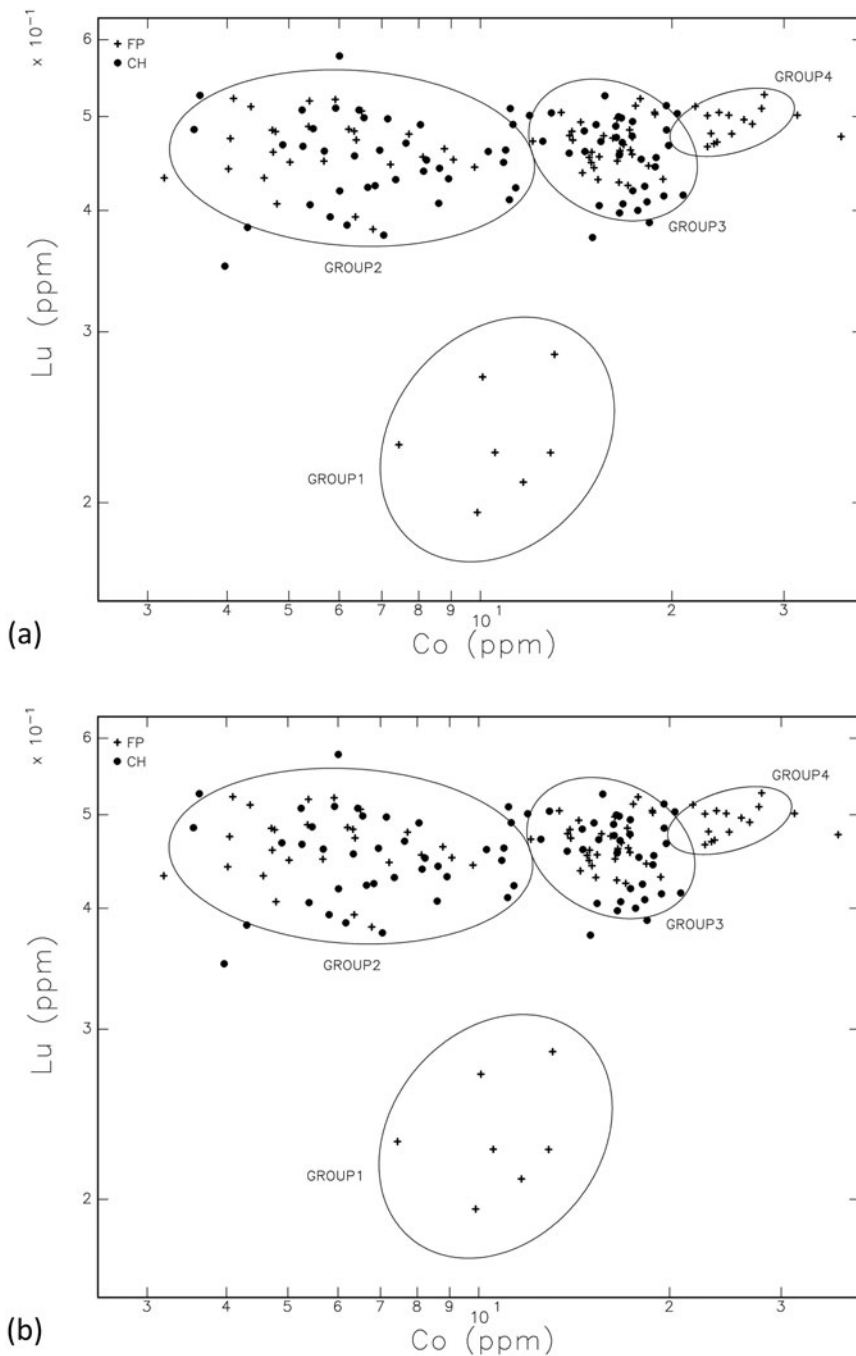 × 10⁻¹
6
+ FP
● CH
GROUP4
5
4
GROUP3
GROUP2
Lu (ppm)
3
GROUP1
2
3 4 5 6 7 8 9 10¹ 2 3
(a) Co (ppm)
× 10⁻¹
6
+ FP
● CH
GROUP4
5
4
GROUP3
GROUP2
Lu (ppm)
3
GROUP1
2
3 4 5 6 7 8 9 10¹ 2 3
(b) Co (ppm)